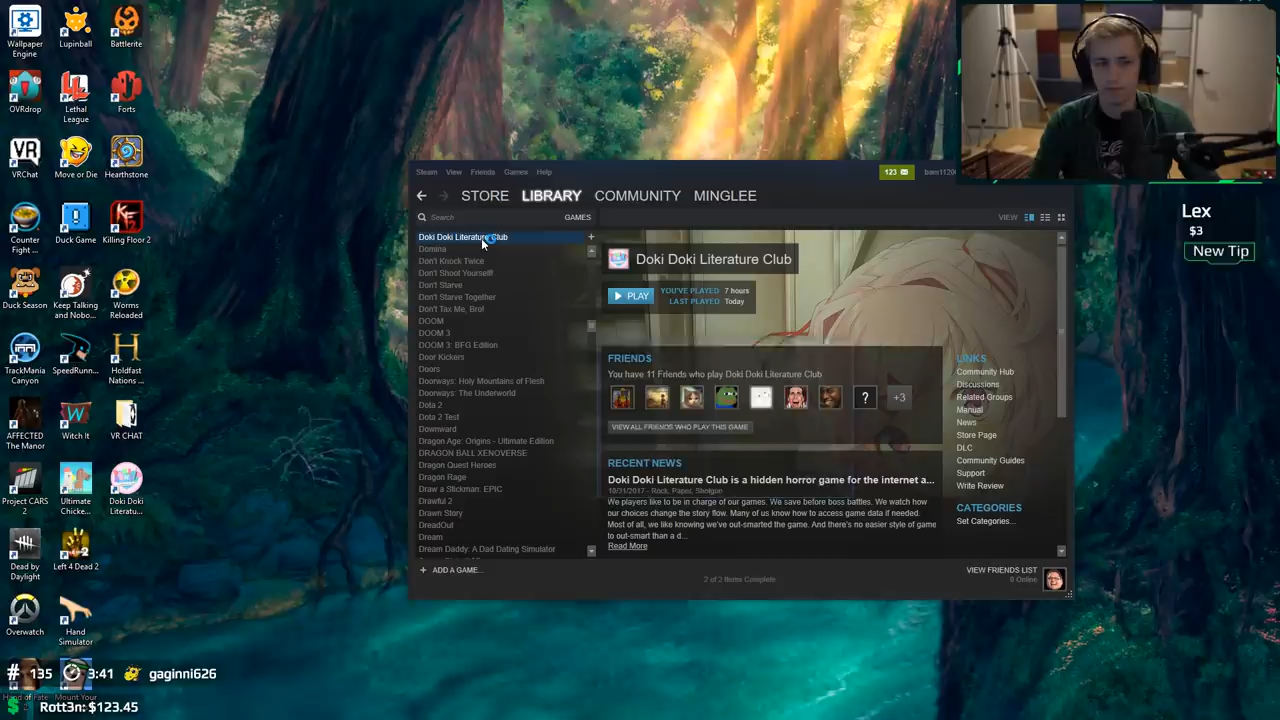 Wallpaper
Engine
Lupinball
Battlerite
OVRdrop
Lethal
League
Forts
VRChat
Move or Die
Hearthstone
Counter
Fight ...
Duck Game
Killing Floor 2
Duck Season
Keep Talking
and Nobo...
Worms
Reloaded
TrackMania
Canyon
SpeedRunn...
Holdfast
Nations ...
AFFECTED
The Manor
Witch It
VR CHAT
Project CARS
2
Ultimate
Chicke...
Doki Doki
Literatu...
Dead by
Daylight
Left 4 Dead 2
Overwatch
Hand
Simulator
# 135 3:41 gaginni626
Hand of Fate Mount Your
$ Rott3n: $123.45
Steam View Friends Games Help
123
STORE LIBRARY COMMUNITY MINGLEE
Search GAMES
VIEW
Doki Doki Literature Club +
Domina
Don't Knock Twice
Don't Shoot Yourself!
Don't Starve
Don't Starve Together
Don't Tax Me, Bro!
DOOM
DOOM 3
DOOM 3: BFG Edition
Door Kickers
Doors
Doorways: Holy Mountains of Flesh
Doorways: The Underworld
Dota 2
Dota 2 Test
Downward
Dragon Age: Origins - Ultimate Edition
DRAGON BALL XENOVERSE
Dragon Quest Heroes
Dragon Rage
Draw a Stickman: EPIC
Drawful 2
Drawn Story
DreadOut
Dream
Dream Daddy: A Dad Dating Simulator
+ ADD A GAME...
Doki Doki Literature Club
PLAY
YOU'VE PLAYED 7 hours
LAST PLAYED Today
FRIENDS
You have 11 Friends who play Doki Doki Literature Club
? +3
VIEW ALL FRIENDS WHO PLAY THIS GAME
RECENT NEWS
Doki Doki Literature Club is a hidden horror game for the internet a...
10/31/2017 - Rock, Paper, Shotgun
We players like to be in charge of our games. We save before boss battles. We watch how
our choices change the story flow. Many of us know how to access game data if needed.
Most of all, we like knowing we've out-smarted the game. And there's no easier style of game
to out-smart than a d...
Read More
2 of 2 Items Complete
LINKS
Community Hub
Discussions
Related Groups
Manual
News
Store Page
DLC
Community Guides
Support
Write Review
CATEGORIES
Set Categories...
VIEW FRIENDS LIST
0 Online
Lex
$3
New Tip